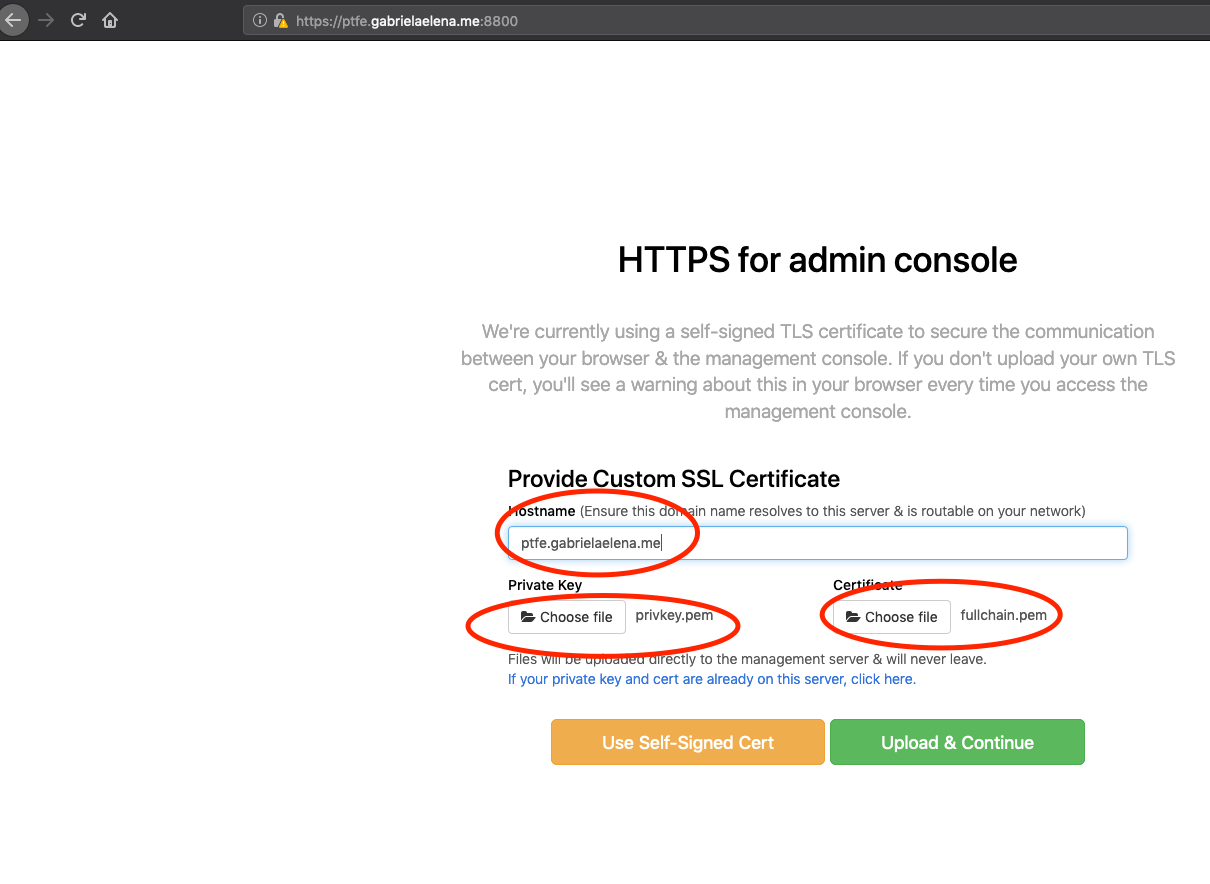 https://ptfe.gabrielaelena.me:8800
HTTPS for admin console
We're currently using a self-signed TLS certificate to secure the communication
between your browser & the management console. If you don't upload your own TLS
cert, you'll see a warning about this in your browser every time you access the
management console.
Provide Custom SSL Certificate
Hostname (Ensure this domain name resolves to this server & is routable on your network)
ptfe.gabrielaelena.me
Private Key Certificate
Choose file privkey.pem Choose file fullchain.pem
Files will be uploaded directly to the management server & will never leave.
If your private key and cert are already on this server, click here.
Use Self-Signed Cert Upload & Continue